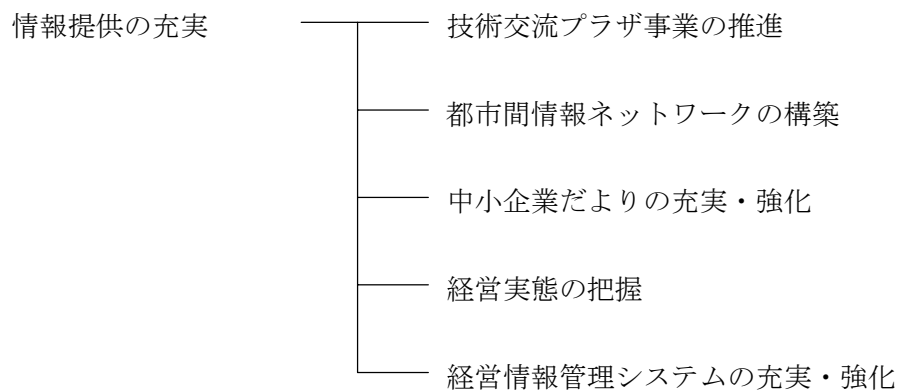 情報提供の充実
技術交流プラザ事業の推進
都市間情報ネットワークの構築
中小企業だよりの充実・強化
経営実態の把握
経営情報管理システムの充実・強化